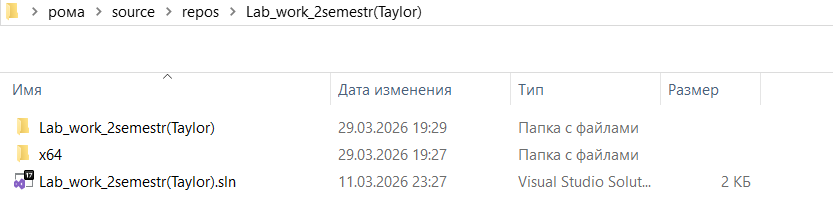 рома > source > repos > Lab_work_2semestr(Taylor)
Имя Дата изменения Тип Размер
Lab_work_2semestr(Taylor) 29.03.2026 19:29 Папка с файлами
x64 29.03.2026 19:27 Папка с файлами
17 Lab_work_2semestr(Taylor).sln 11.03.2026 23:27 Visual Studio Solut... 2 КБ